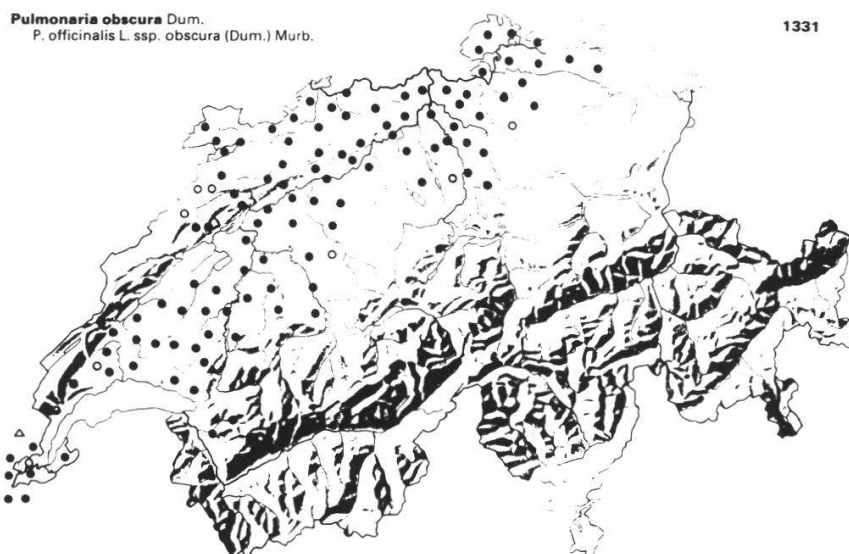 Pulmonaria obscura Dum.
P. officinalis L. ssp. obscura (Dum.) Murb.
1331